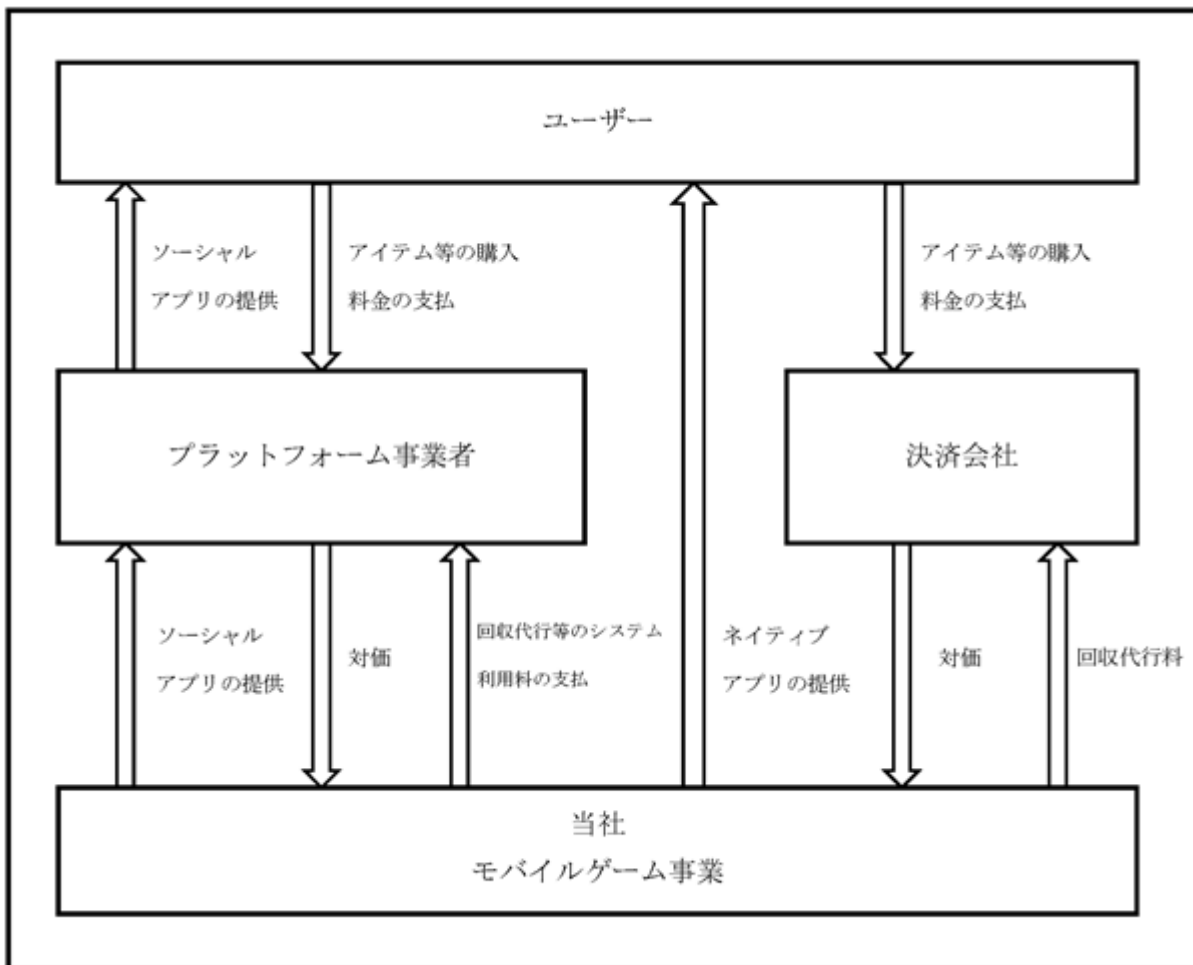 ユーザー
ソーシャル
アプリの提供
アイテム等の購入
料金の支払
アイテム等の購入
料金の支払
プラットフォーム事業者
決済会社
ソーシャル
アプリの提供
対価
回収代行等のシステム
利用料の支払
ネイティブ
アプリの提供
対価
回収代行料
当社
モバイルゲーム事業